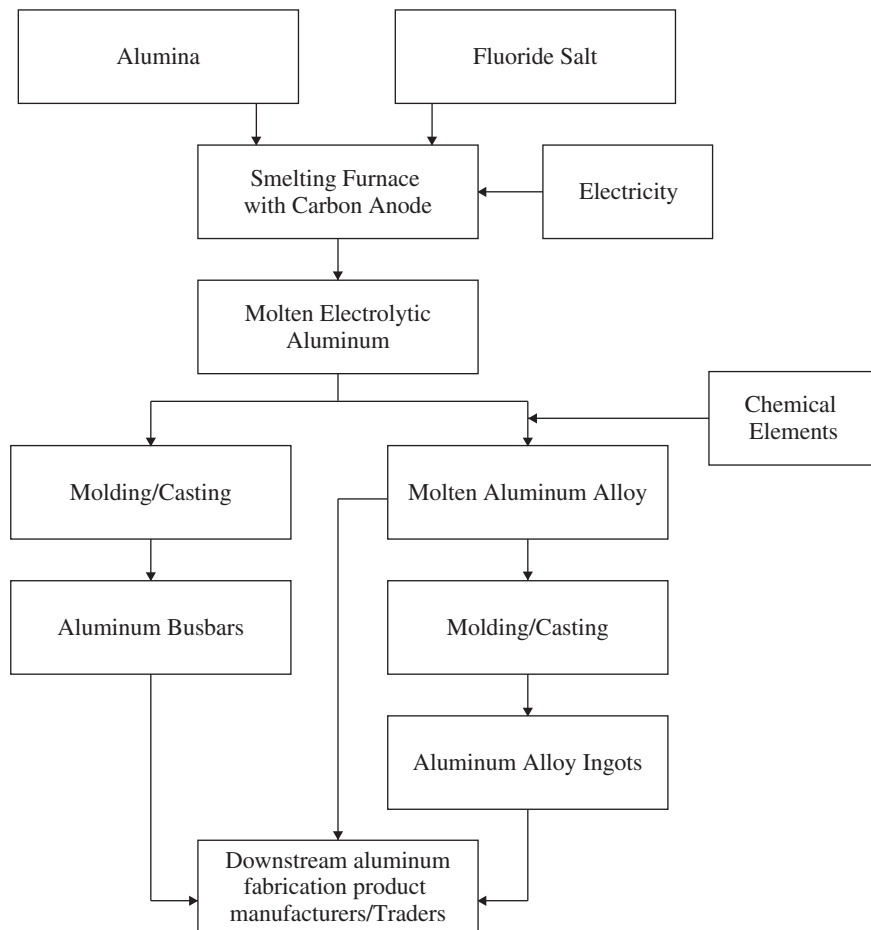 Alumina
Fluoride Salt
Smelting Furnace
with Carbon Anode
Electricity
Molten Electrolytic
Aluminum
Chemical
Elements
Molding/Casting
Molten Aluminum Alloy
Aluminum Busbars
Molding/Casting
Aluminum Alloy Ingots
Downstream aluminum
fabrication product
manufacturers/Traders